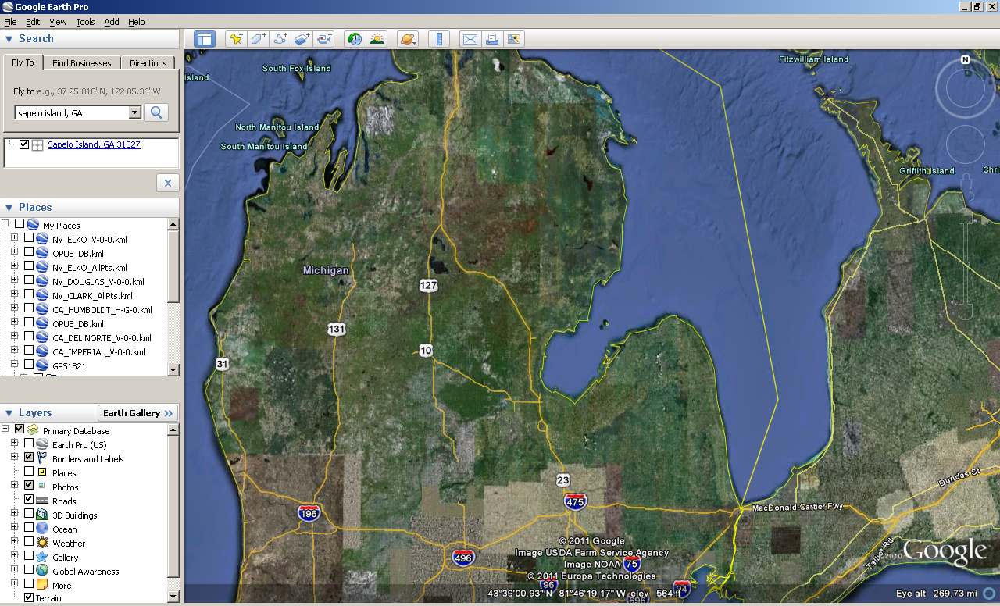 Google Earth Pro
File Edit View Tools Add Help
Search
Fly To Find Businesses Directions
Fly to e.g., 37 25.818' N, 122 05.36' W
sapelo island, GA
Sapelo Island, GA 31327
Places
My Places
NV_ELKO_V-0-0.kml
OPUS_DB.kml
NV_ELKO_AllPts.kml
NV_DOUGLAS_V-0-0.kml
NV_CLARK_AllPts.kml
CA_HUMBOLDT_H-G-0.kml
OPUS_DB.kml
CA_DEL NORTE_V-0-0.kml
CA_IMPERIAL_V-0-0.kml
GPS1821
Layers
Earth Gallery »
Primary Database
Earth Pro (US)
Borders and Labels
Places
Photos
Roads
3D Buildings
Ocean
Weather
Gallery
Global Awareness
More
Terrain
Fitzwilliam Island
N
South Fox Island
island
North Manitou Island
South Manitou Island
Griffith Island
Chri
Michigan
127
131
10
31
23
475
Dundas St
MacDonald-Cartier Fwy
196
© 2011 Google
Image USDA Farm Service Agency
Image NOAA
© 2011 Europa Technologies
496
75
96
94
696
Talbot Rd
©2010 Google
43°39'00.93" N 81°46'19.17" W elev 564 ft
Eye alt 269.73 mi